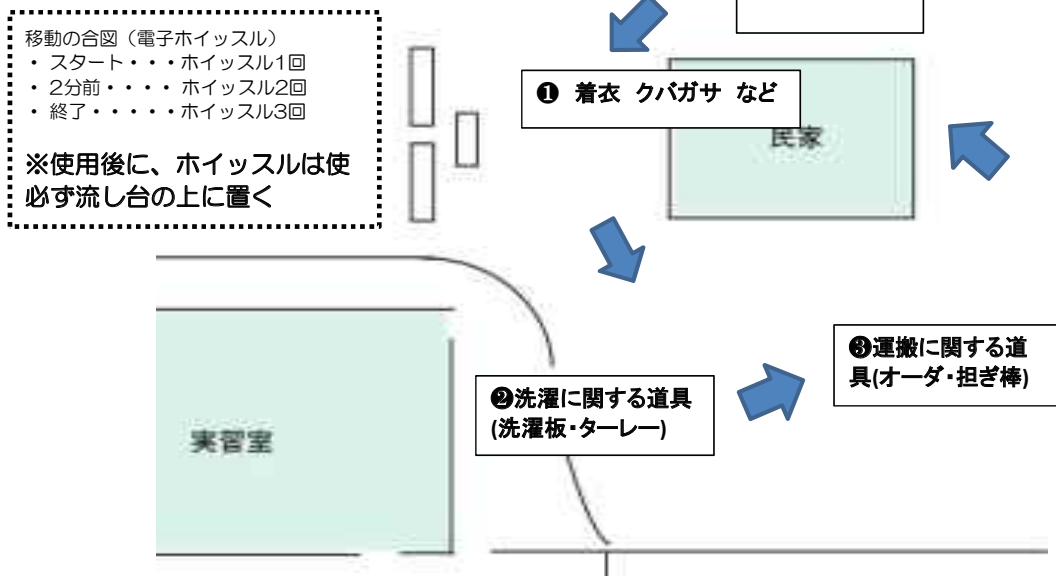 移動の合図（電子ホイッスル）
・ スタート・・・ホイッスル1回
・ 2分前・・・・ ホイッスル2回
・ 終了・・・・・ホイッスル3回
※使用後に、ホイッスルは使
必ず流し台の上に置く
❶ 着衣 クバガサ など
民家
❸運搬に関する道
具(オーダ・担ぎ棒)
❷洗濯に関する道具
(洗濯板・ターレー)
実習室